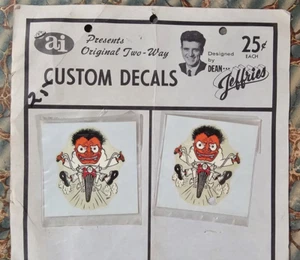 ai
Presents
Original Two-Way
CUSTOM DECALS
25¢
EACH
Designed
by
DEAN
Jeffries
2.